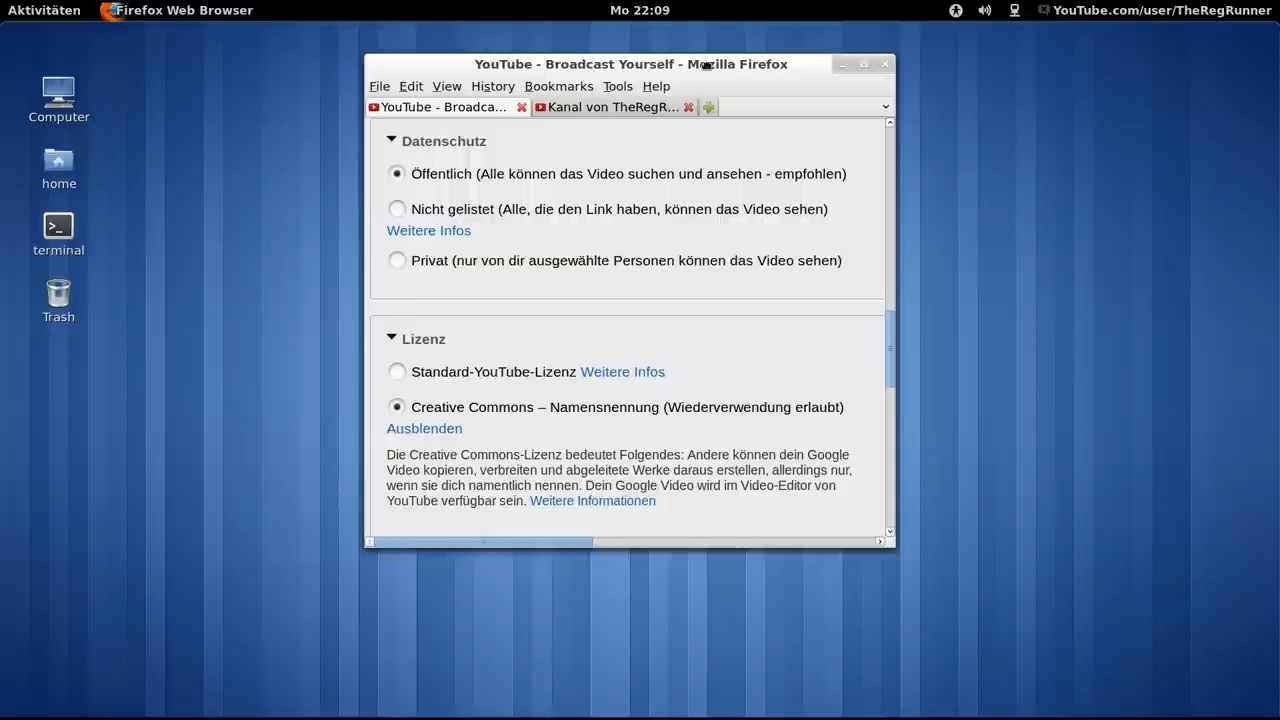 Aktivitäten Firefox Web Browser Mo 22:09 YouTube.com/user/TheRegRunner
Computer
home
terminal
Trash
YouTube - Broadcast Yourself - Mozilla Firefox
File Edit View History Bookmarks Tools Help
YouTube - Broadca... Kanal von TheRegR...
Datenschutz
Öffentlich (Alle können das Video suchen und ansehen - empfohlen)
Nicht gelistet (Alle, die den Link haben, können das Video sehen)
Weitere Infos
Privat (nur von dir ausgewählte Personen können das Video sehen)
Lizenz
Standard-YouTube-Lizenz Weitere Infos
Creative Commons – Namensnennung (Wiederverwendung erlaubt)
Ausblenden
Die Creative Commons-Lizenz bedeutet Folgendes: Andere können dein Google
Video kopieren, verbreiten und abgeleitete Werke daraus erstellen, allerdings nur,
wenn sie dich namentlich nennen. Dein Google Video wird im Video-Editor von
YouTube verfügbar sein. Weitere Informationen